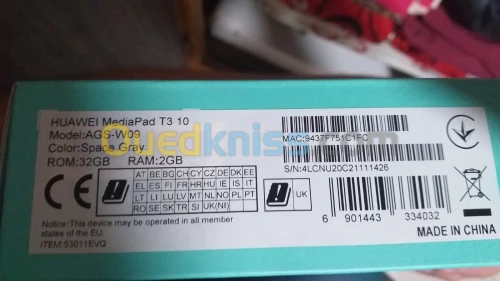 HUAWEI MediaPad T3 10
Model:AGS-W09
Color:Space Gray
ROM:32GB RAM:2GB
MAC:9437F751C1FC
S/N:4LCNU20C21111426
AT BE BG CH CY CZ DE DK EE
EL ES FI FR HR HU IE IS IT
LT LI LU LV MT NL NO PL PT
RO SE SK TR SI UK(NI)
UK
Notice:This device may be operated in all member
states of the EU.
ITEM:53011EVQ
6 901443 334032
MADE IN CHINA
Ouedkniss.com